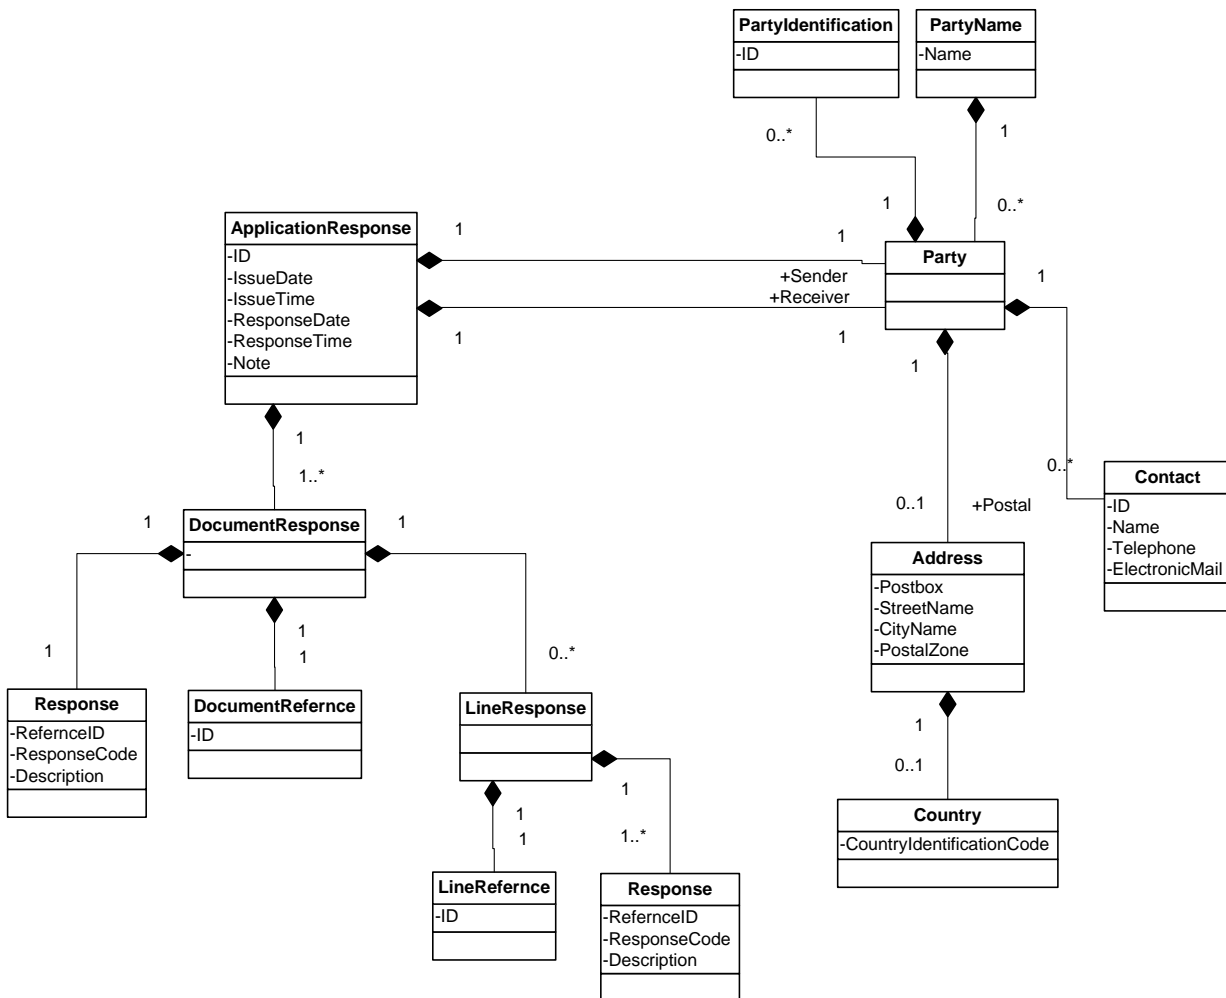 PartyIdentification
-ID
PartyName
-Name
0..*
1
1
0..*
ApplicationResponse
-ID
-IssueDate
-IssueTime
-ResponseDate
-ResponseTime
-Note
1
1
+Sender
+Receiver
1
1
Party
1
1
1
1..*
0..*
0..1
+Postal
Contact
-ID
-Name
-Telephone
-ElectronicMail
1
DocumentResponse
-
1
Address
-Postbox
-StreetName
-CityName
-PostalZone
1
1
1
0..*
Response
-RefernceID
-ResponseCode
-Description
DocumentRefernce
-ID
LineResponse
1
0..1
1
1
1
1..*
Country
-CountryIdentificationCode
LineRefernce
-ID
Response
-RefernceID
-ResponseCode
-Description